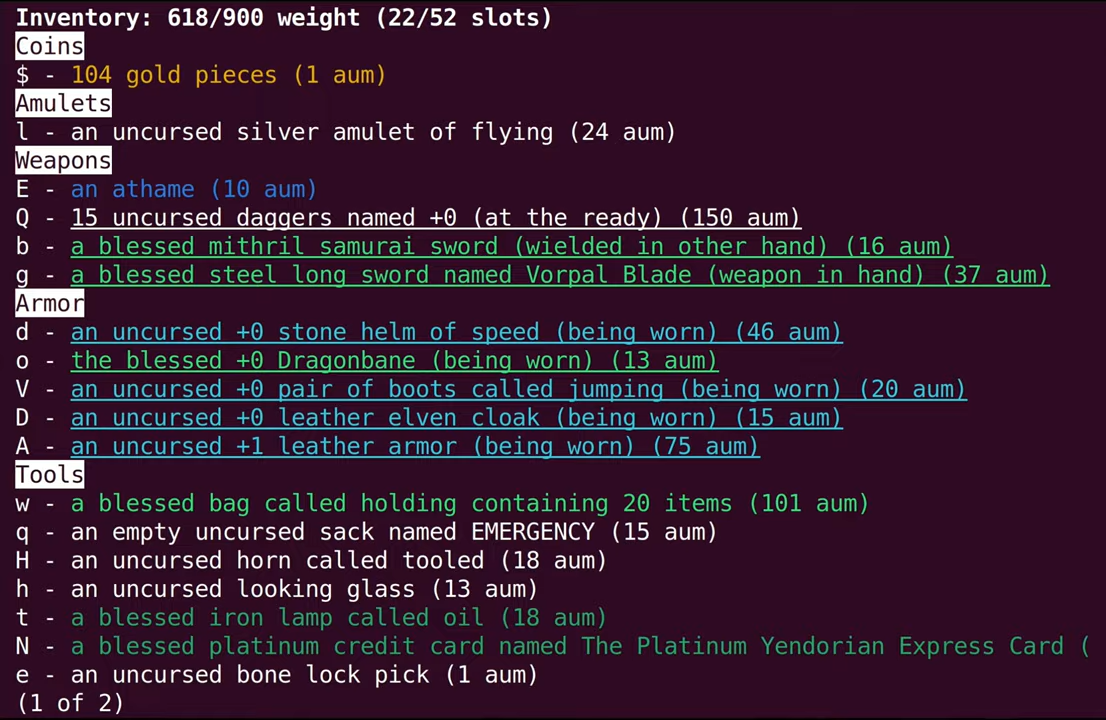 Inventory: 618/900 weight (22/52 slots)
Coins
$ - 104 gold pieces (1 aum)
Amulets
l - an uncursed silver amulet of flying (24 aum)
Weapons
E - an athame (10 aum)
Q - 15 uncursed daggers named +0 (at the ready) (150 aum)
b - a blessed mithril samurai sword (wielded in other hand) (16 aum)
g - a blessed steel long sword named Vorpal Blade (weapon in hand) (37 aum)
Armor
d - an uncursed +0 stone helm of speed (being worn) (46 aum)
o - the blessed +0 Dragonbane (being worn) (13 aum)
V - an uncursed +0 pair of boots called jumping (being worn) (20 aum)
D - an uncursed +0 leather elven cloak (being worn) (15 aum)
A - an uncursed +1 leather armor (being worn) (75 aum)
Tools
w - a blessed bag called holding containing 20 items (101 aum)
q - an empty uncursed sack named EMERGENCY (15 aum)
H - an uncursed horn called tooled (18 aum)
h - an uncursed looking glass (13 aum)
t - a blessed iron lamp called oil (18 aum)
N - a blessed platinum credit card named The Platinum Yendorian Express Card (
e - an uncursed bone lock pick (1 aum)
(1 of 2)